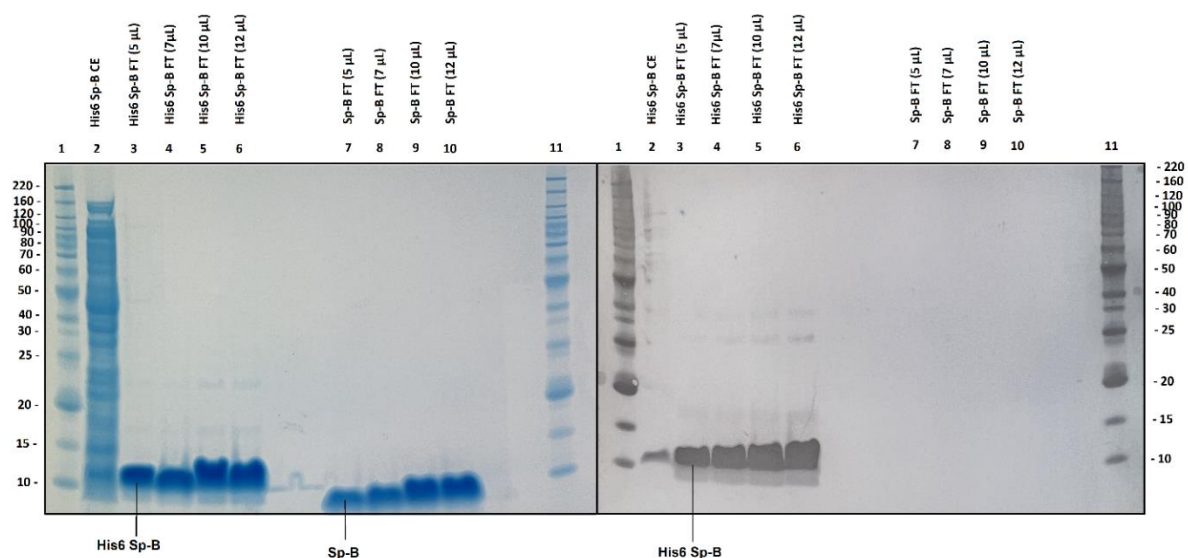 His6 Sp-B CE
His6 Sp-B FT (5 µL)
His6 Sp-B FT (7µL)
His6 Sp-B FT (10 µL)
His6 Sp-B FT (12 µL)
Sp-B FT (5 µL)
Sp-B FT (7 µL)
Sp-B FT (10 µL)
Sp-B FT (12 µL)
1 2 3 4 5 6 7 8 9 10 11
220 -
160 -
120 -
100 -
90 -
80 -
70 -
60 -
50 -
40 -
30 -
25 -
20 -
15 -
10 -
His6 Sp-B
Sp-B
His6 Sp-B CE
His6 Sp-B FT (5 µL)
His6 Sp-B FT (7µL)
His6 Sp-B FT (10 µL)
His6 Sp-B FT (12 µL)
Sp-B FT (5 µL)
Sp-B FT (7 µL)
Sp-B FT (10 µL)
Sp-B FT (12 µL)
1 2 3 4 5 6 7 8 9 10 11
- 220
- 160
- 120
- 100
- 90
- 80
- 70
- 60
- 50
- 40
- 30
- 25
- 20
- 15
- 10
His6 Sp-B